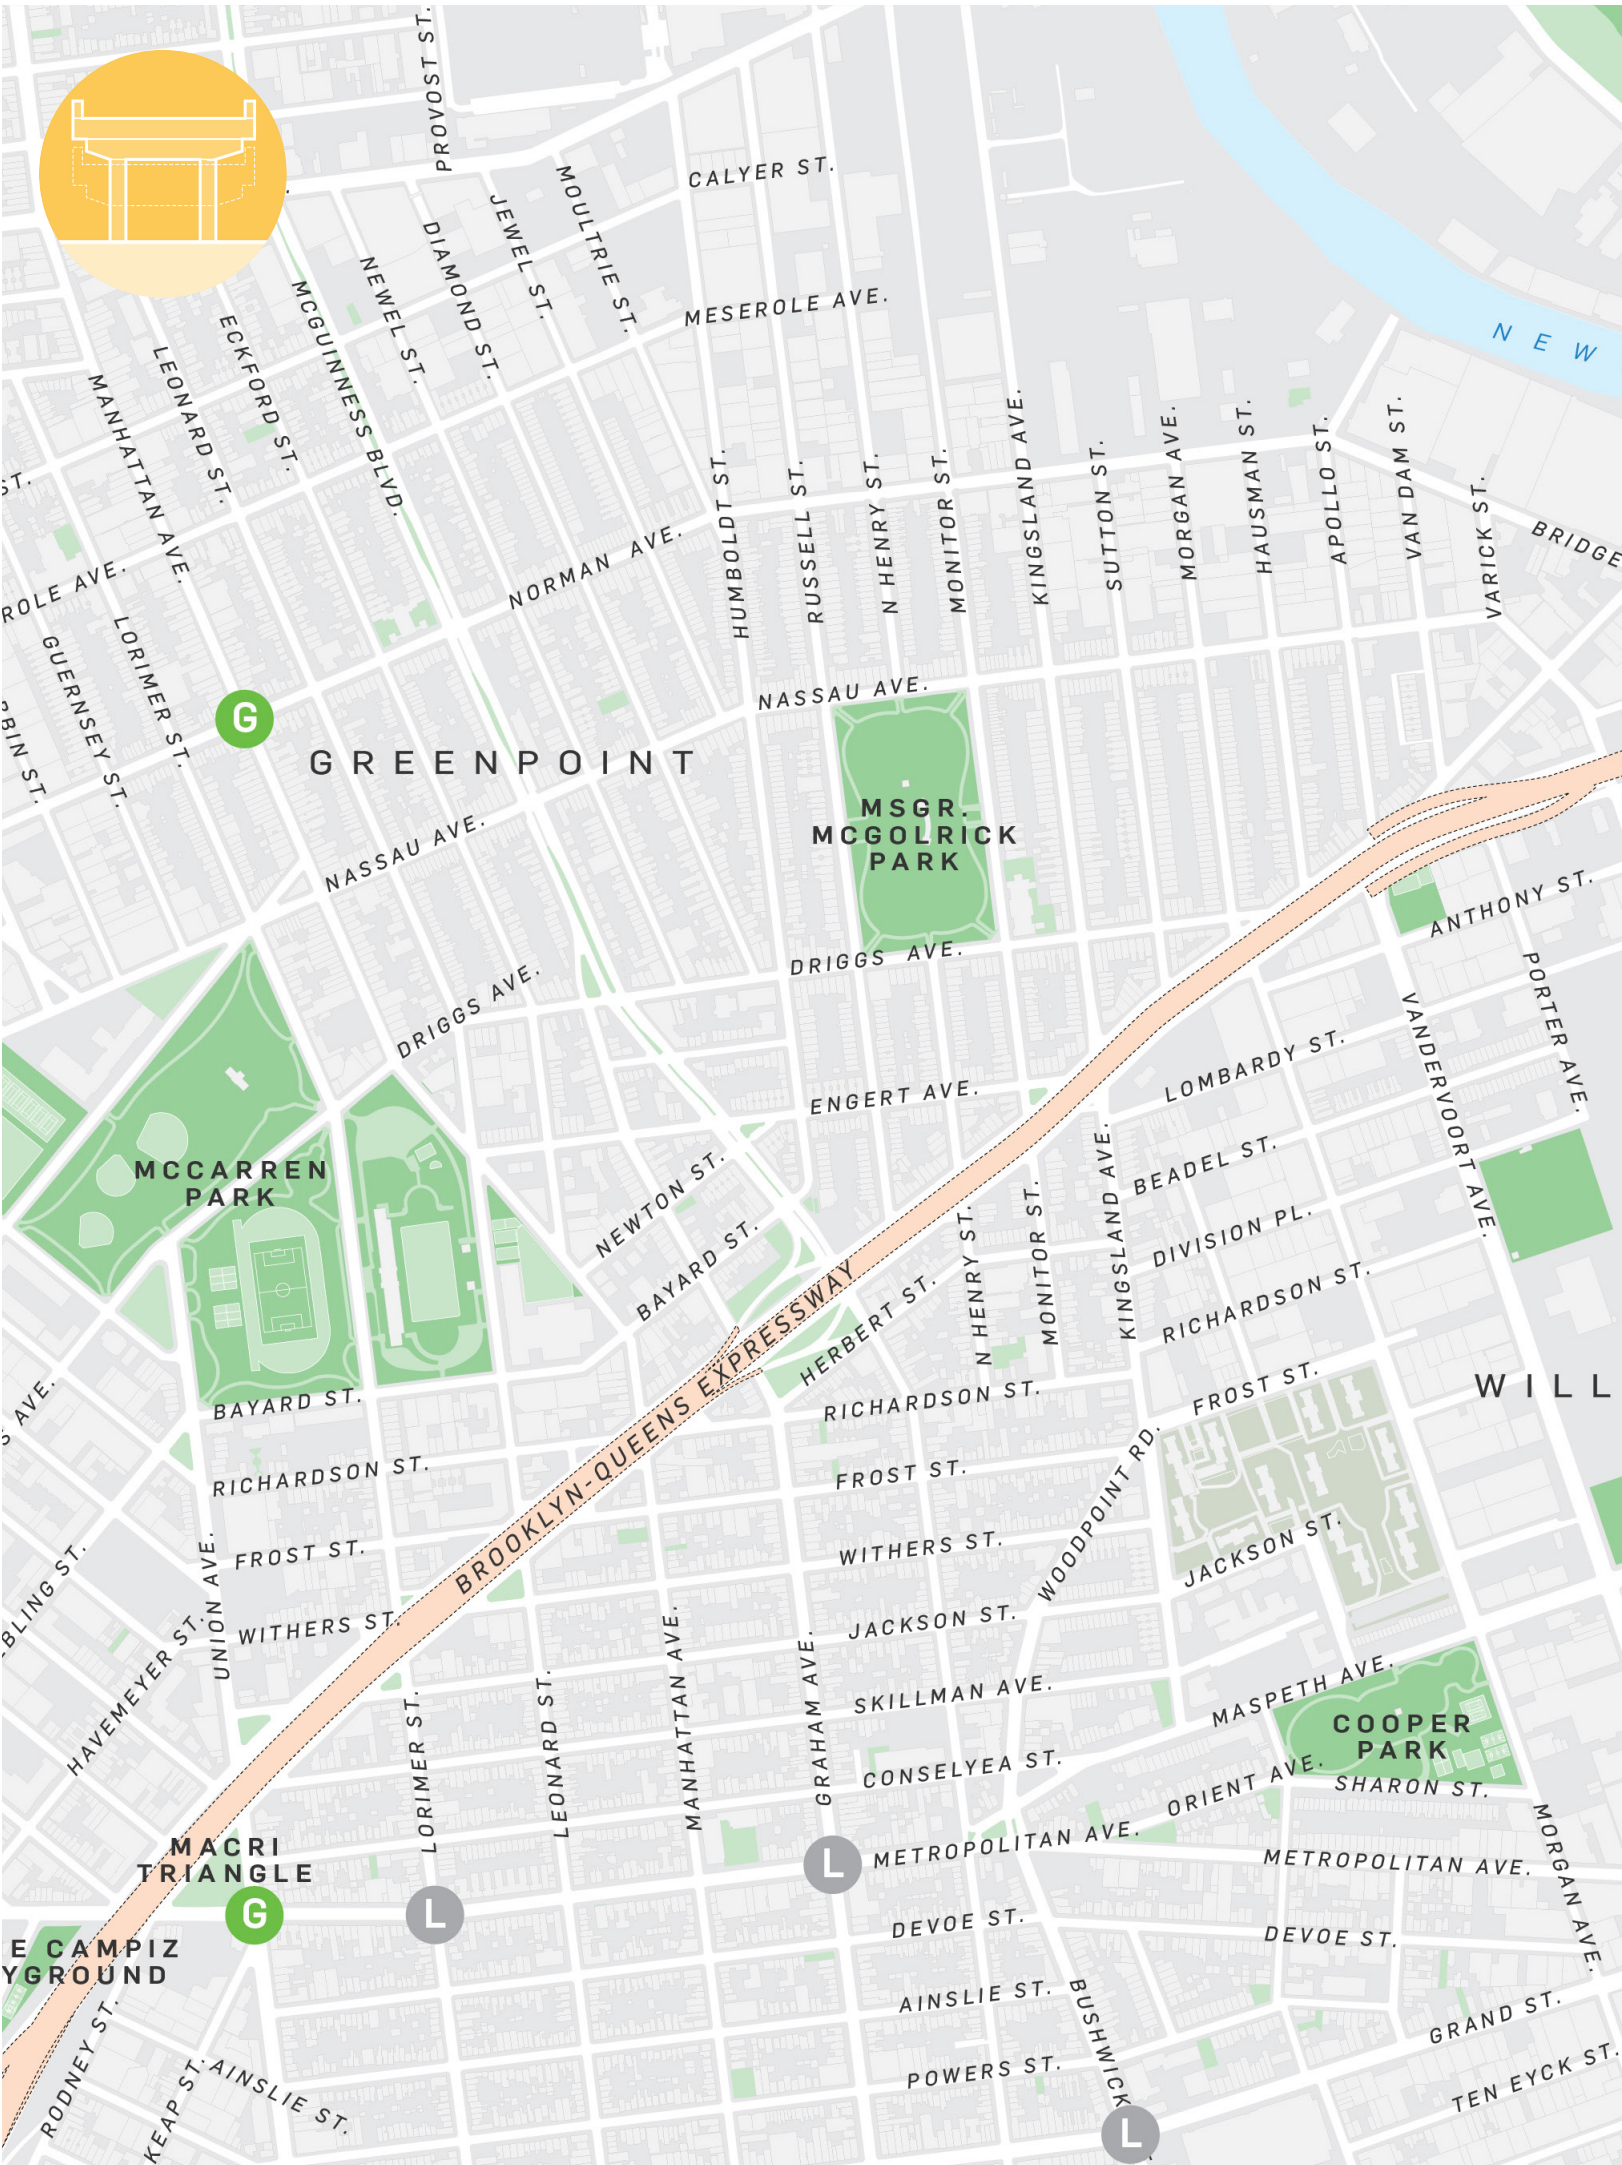 PROVOST ST.
CALYER ST.
MOULTRIE ST.
JEWEL ST.
DIAMOND ST.
NEWEL ST.
MCGUINNESS BLVD.
ECKFORD ST.
LEONARD ST.
MANHATTAN AVE.
MESEROLE AVE.
NEW
ST.
ROLE AVE.
HUMBOLDT ST.
RUSSELL ST.
N HENRY ST.
MONITOR ST.
KINGSLAND AVE.
SUTTON ST.
MORGAN AVE.
HAUSMAN ST.
APOLLO ST.
VAN DAM ST.
VARICK ST.
BRIDGE
NORMAN AVE.
LORIMER ST.
GUERNSEY ST.
BIN ST.
G
GREENPOINT
NASSAU AVE.
NASSAU AVE.
MSGR.
MCGOLRICK
PARK
DRIGGS AVE.
DRIGGS AVE.
ANTHONY ST.
PORTER AVE.
VANDERVOORT AVE.
LOMBARDY ST.
ENGERT AVE.
BEADEL ST.
DIVISION PL.
RICHARDSON ST.
KINGSLAND AVE.
MONITOR ST.
N HENRY ST.
MCCARREN
PARK
NEWTON ST.
BAYARD ST.
HERBERT ST.
BROOKLYN-QUEENS EXPRESSWAY
BAYARD ST.
RICHARDSON ST.
RICHARDSON ST.
FROST ST.
WILL
AVE.
FROST ST.
WOODPOINT RD.
WITHERS ST.
JACKSON ST.
FROST ST.
WITHERS ST.
UNION AVE.
BLING ST.
HAVEMEYER ST.
JACKSON ST.
SKILLMAN AVE.
CONSELYEA ST.
LORIMER ST.
LEONARD ST.
MANHATTAN AVE.
GRAHAM AVE.
MASPETH AVE.
COOPER
PARK
ORIENT AVE.
SHARON ST.
MORGAN AVE.
MACRI
TRIANGLE
G
L
L
METROPOLITAN AVE.
METROPOLITAN AVE.
E CAMPIZ
YGROUND
DEVOE ST.
DEVOE ST.
AINSLIE ST.
BUSHWICK
GRAND ST.
POWERS ST.
TEN EYCK ST.
RODNEY ST.
KEAP ST.
AINSLIE ST.
L